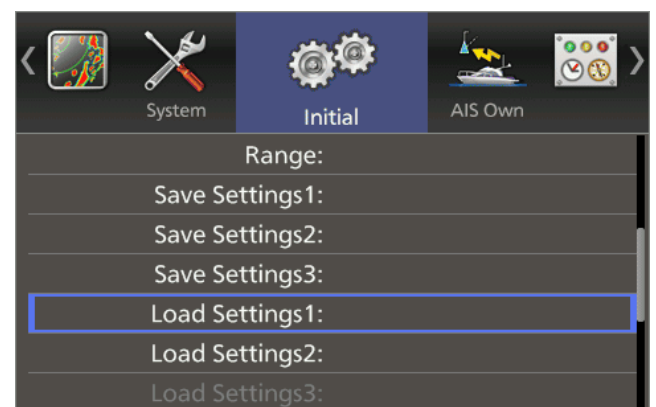 System
Initial
AIS Own
Range:
Save Settings1:
Save Settings2:
Save Settings3:
Load Settings1:
Load Settings2:
Load Settings3: